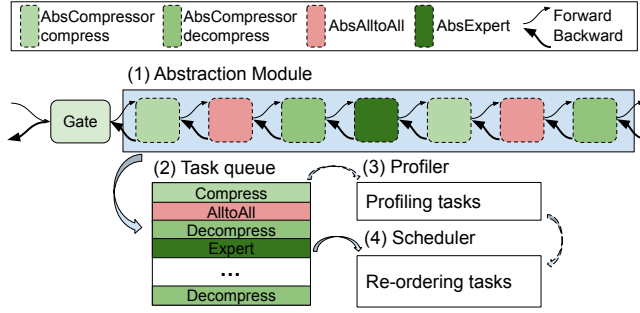 AbsCompressor
compress
AbsCompressor
decompress
AbsAlltoAll
AbsExpert
Forward
Backward
(1) Abstraction Module
Gate
(2) Task queue
Compress
AlltoAll
Decompress
Expert
...
Decompress
(3) Profiler
Profiling tasks
(4) Scheduler
Re-ordering tasks